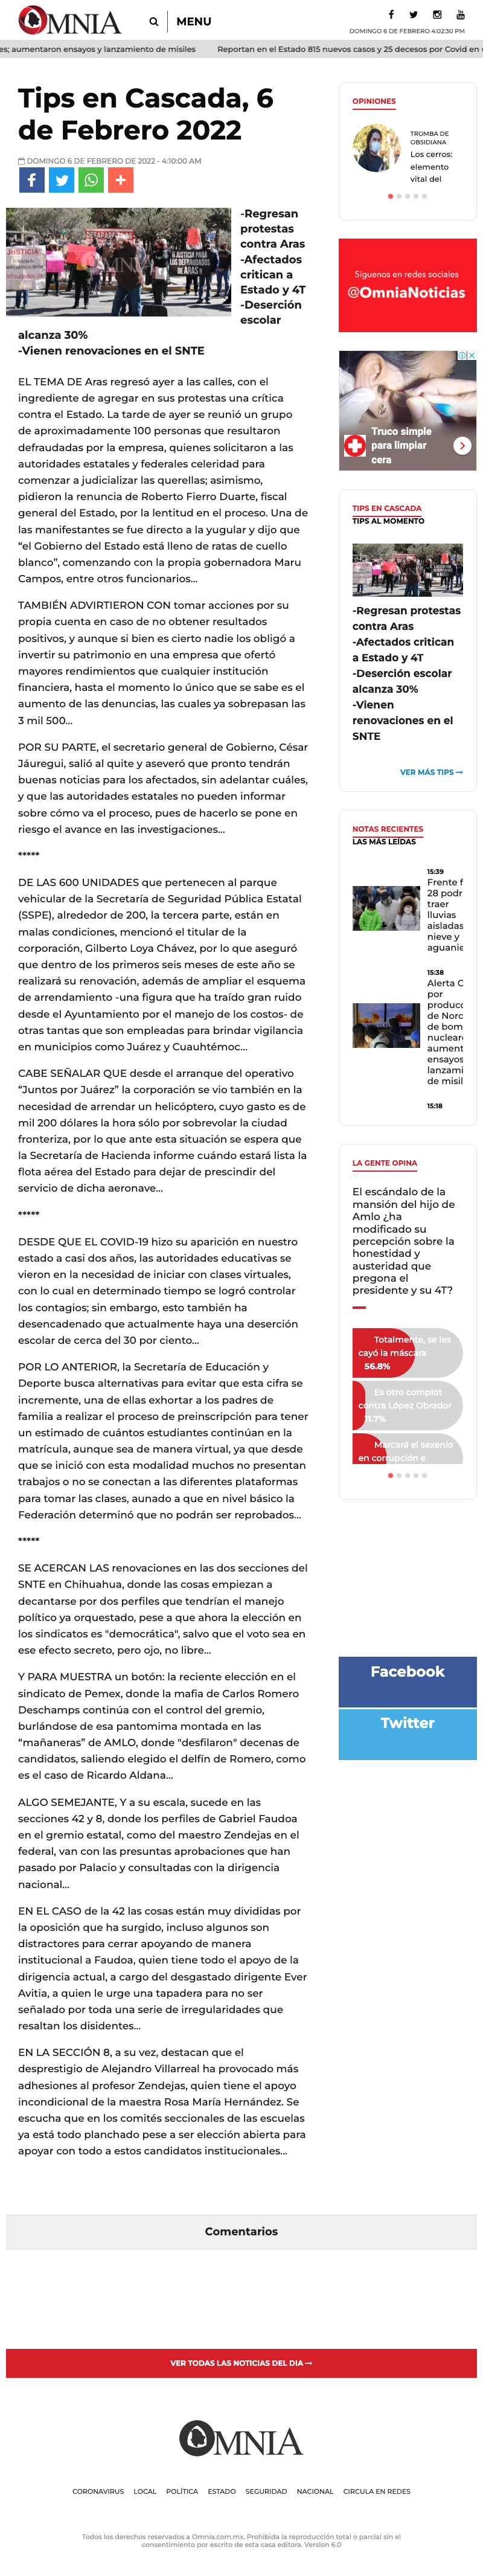 OMNIA
MENU
DOMINGO 6 DE FEBRERO 4:02:30 PM
es; aumentaron ensayos y lanzamiento de misiles
Reportan en el Estado 815 nuevos casos y 25 decesos por Covid en
Tips en Cascada, 6
de Febrero 2022
DOMINGO 6 DE FEBRERO DE 2022 - 4:10:00 AM
-Regresan
protestas
contra Aras
-Afectados
critican a
Estado y 4T
-Deserción
escolar
alcanza 30%
-Vienen renovaciones en el SNTE
EL TEMA DE Aras regresó ayer a las calles, con el
ingrediente de agregar en sus protestas una crítica
contra el Estado. La tarde de ayer se reunió un grupo
de aproximadamente 100 personas que resultaron
defraudadas por la empresa, quienes solicitaron a las
autoridades estatales y federales celeridad para
comenzar a judicializar las querellas; asimismo,
pidieron la renuncia de Roberto Fierro Duarte, fiscal
general del Estado, por la lentitud en el proceso. Una de
las manifestantes se fue directo a la yugular y dijo que
“el Gobierno del Estado está lleno de ratas de cuello
blanco”, comenzando con la propia gobernadora Maru
Campos, entre otros funcionarios...
TAMBIÉN ADVIRTIERON CON tomar acciones por su
propia cuenta en caso de no obtener resultados
positivos, y aunque si bien es cierto nadie los obligó a
invertir su patrimonio en una empresa que ofertó
mayores rendimientos que cualquier institución
financiera, hasta el momento lo único que se sabe es el
aumento de las denuncias, las cuales ya sobrepasan las
3 mil 500...
POR SU PARTE, el secretario general de Gobierno, César
Jáuregui, salió al quite y aseveró que pronto tendrán
buenas noticias para los afectados, sin adelantar cuáles,
y que las autoridades estatales no pueden informar
sobre cómo va el proceso, pues de hacerlo se pone en
riesgo el avance en las investigaciones...
*****
DE LAS 600 UNIDADES que pertenecen al parque
vehicular de la Secretaría de Seguridad Pública Estatal
(SSPE), alrededor de 200, la tercera parte, están en
malas condiciones, mencionó el titular de la
corporación, Gilberto Loya Chávez, por lo que aseguró
que dentro de los primeros seis meses de este año se
realizará su renovación, además de ampliar el esquema
de arrendamiento -una figura que ha traído gran ruido
desde el Ayuntamiento por el manejo de los costos- de
otras tantas que son empleadas para brindar vigilancia
en municipios como Juárez y Cuauhtémoc...
CABE SEÑALAR QUE desde el arranque del operativo
“Juntos por Juárez” la corporación se vio también en la
necesidad de arrendar un helicóptero, cuyo gasto es de
mil 200 dólares la hora sólo por sobrevolar la ciudad
fronteriza, por lo que ante esta situación se espera que
la Secretaría de Hacienda informe cuándo estará lista la
flota aérea del Estado para dejar de prescindir del
servicio de dicha aeronave...
*****
DESDE QUE EL COVID-19 hizo su aparición en nuestro
estado a casi dos años, las autoridades educativas se
vieron en la necesidad de iniciar con clases virtuales,
con lo cual en determinado tiempo se logró controlar
los contagios; sin embargo, esto también ha
desencadenado que actualmente haya una deserción
escolar de cerca del 30 por ciento...
POR LO ANTERIOR, la Secretaría de Educación y
Deporte busca alternativas para evitar que esta cifra se
incremente, una de ellas exhortar a los padres de
familia a realizar el proceso de preinscripción para tener
un estimado de cuántos estudiantes continúan en la
matrícula, aunque sea de manera virtual, ya que desde
que se inició con esta modalidad muchos no presentan
trabajos o no se conectan a las diferentes plataformas
para tomar las clases, aunado a que en nivel básico la
Federación determinó que no podrán ser reprobados...
*****
SE ACERCAN LAS renovaciones en las dos secciones del
SNTE en Chihuahua, donde las cosas empiezan a
decantarse por dos perfiles que tendrían el manejo
político ya orquestado, pese a que ahora la elección en
los sindicatos es "democrática", salvo que el voto sea en
ese efecto secreto, pero ojo, no libre...
Y PARA MUESTRA un botón: la reciente elección en el
sindicato de Pemex, donde la mafia de Carlos Romero
Deschamps continúa con el control del gremio,
burlándose de esa pantomima montada en las
“mañaneras” de AMLO, donde "desfilaron" decenas de
candidatos, saliendo elegido el delfín de Romero, como
es el caso de Ricardo Aldana...
ALGO SEMEJANTE, Y a su escala, sucede en las
secciones 42 y 8, donde los perfiles de Gabriel Faudoa
en el gremio estatal, como del maestro Zendejas en el
federal, van con las presuntas aprobaciones que han
pasado por Palacio y consultadas con la dirigencia
nacional...
EN EL CASO de la 42 las cosas están muy divididas por
la oposición que ha surgido, incluso algunos son
distractores para cerrar apoyando de manera
institucional a Faudoa, quien tiene todo el apoyo de la
dirigencia actual, a cargo del desgastado dirigente Ever
Avitia, a quien le urge una tapadera para no ser
señalado por toda una serie de irregularidades que
resaltan los disidentes...
EN LA SECCIÓN 8, a su vez, destacan que el
desprestigio de Alejandro Villarreal ha provocado más
adhesiones al profesor Zendejas, quien tiene el apoyo
incondicional de la maestra Rosa María Hernández. Se
escucha que en los comités seccionales de las escuelas
ya está todo planchado pese a ser elección abierta para
apoyar con todo a estos candidatos institucionales...
OPINIONES
TROMBA DE
OBSIDIANA
Los cerros:
elemento
vital del
Síguenos en redes sociales
@OmniaNoticias
Truco simple
para limpiar
cera
TIPS EN CASCADA
TIPS AL MOMENTO
-Regresan protestas
contra Aras
-Afectados critican
a Estado y 4T
-Deserción escolar
alcanza 30%
-Vienen
renovaciones en el
SNTE
VER MÁS TIPS
NOTAS RECIENTES
LAS MÁS LEÍDAS
15:39
Frente f
28 podr
traer
lluvias
aisladas
nieve y
aguanie
15:38
Alerta C
por
producc
de Norc
de bom
nuclear
aument
ensayos
lanzami
de misil
15:18
LA GENTE OPINA
El escándalo de la
mansión del hijo de
Amlo ¿ha
modificado su
percepción sobre la
honestidad y
austeridad que
pregona el
presidente y su 4T?
Totalmente, se les
cayó la máscara
56.8%
Es otro complot
contra López Obrador
11.7%
Marcará el sexenio
en corrupción e
Facebook
Twitter
Comentarios
VER TODAS LAS NOTICIAS DEL DIA
OMNIA
CORONAVIRUS LOCAL POLÍTICA ESTADO SEGURIDAD NACIONAL CIRCULA EN REDES
Todos los derechos reservados a Omnia.com.mx. Prohibida la reproducción total o parcial sin el
consentimiento por escrito de esta casa editora. Version 6.0